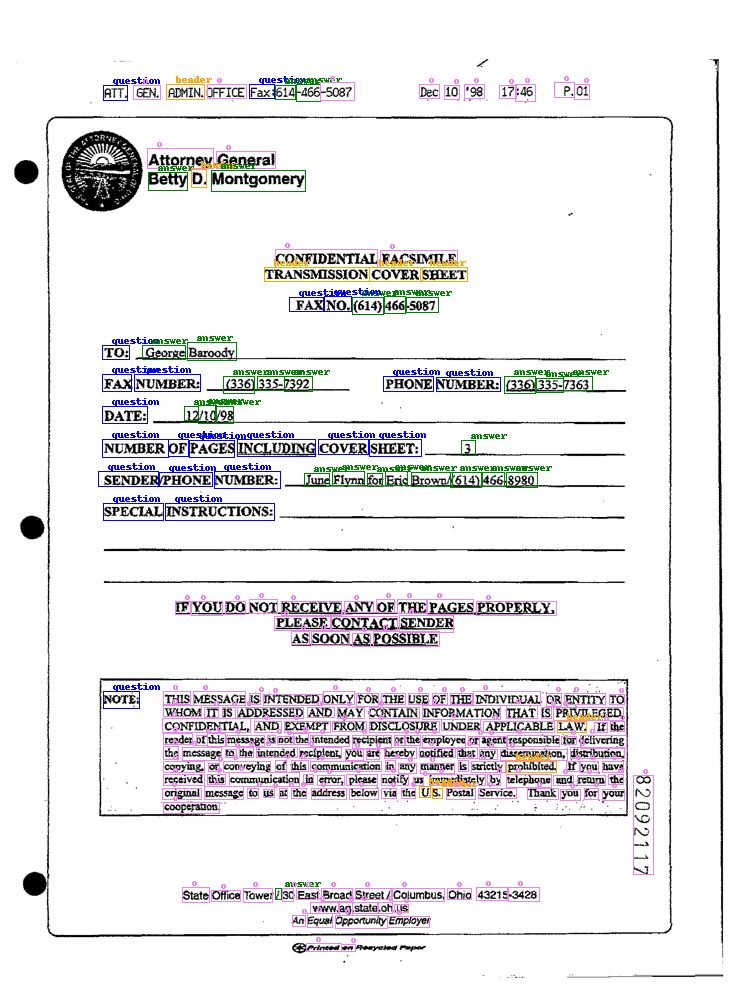 ATT. GEN. ADMIN. OFFICE Fax:614-466-5087 Dec 10 '98 17:46 P.01
Attorney General
Betty D. Montgomery
CONFIDENTIAL FACSIMILE
TRANSMISSION COVER SHEET
FAX NO. (614) 466-5087
TO: George Baroody
FAX NUMBER: (336) 335-7392 PHONE NUMBER: (336) 335-7363
DATE: 12/10/98
NUMBER OF PAGES INCLUDING COVER SHEET: 3
SENDER/PHONE NUMBER: June Flynn for Eric Brown/(614) 466-8980
SPECIAL INSTRUCTIONS:
IF YOU DO NOT RECEIVE ANY OF THE PAGES PROPERLY,
PLEASE CONTACT SENDER
AS SOON AS POSSIBLE
NOTE: THIS MESSAGE IS INTENDED ONLY FOR THE USE OF THE INDIVIDUAL OR ENTITY TO
WHOM IT IS ADDRESSED AND MAY CONTAIN INFORMATION THAT IS PRIVILEGED,
CONFIDENTIAL, AND EXEMPT FROM DISCLOSURE UNDER APPLICABLE LAW. If the
reader of this message is not the intended recipient or the employee or agent responsible for delivering
the message to the intended recipient, you are hereby notified that any dissemination, distribution,
copying, or conveying of this communication in any manner is strictly prohibited. If you have
received this communication in error, please notify us immediately by telephone and return the
original message to us at the address below via the U.S. Postal Service. Thank you for your
cooperation
82092117
State Office Tower / 30 East Broad Street / Columbus, Ohio 43215-3428
www.ag.state.oh.us
An Equal Opportunity Employer
Printed on Recycled Paper